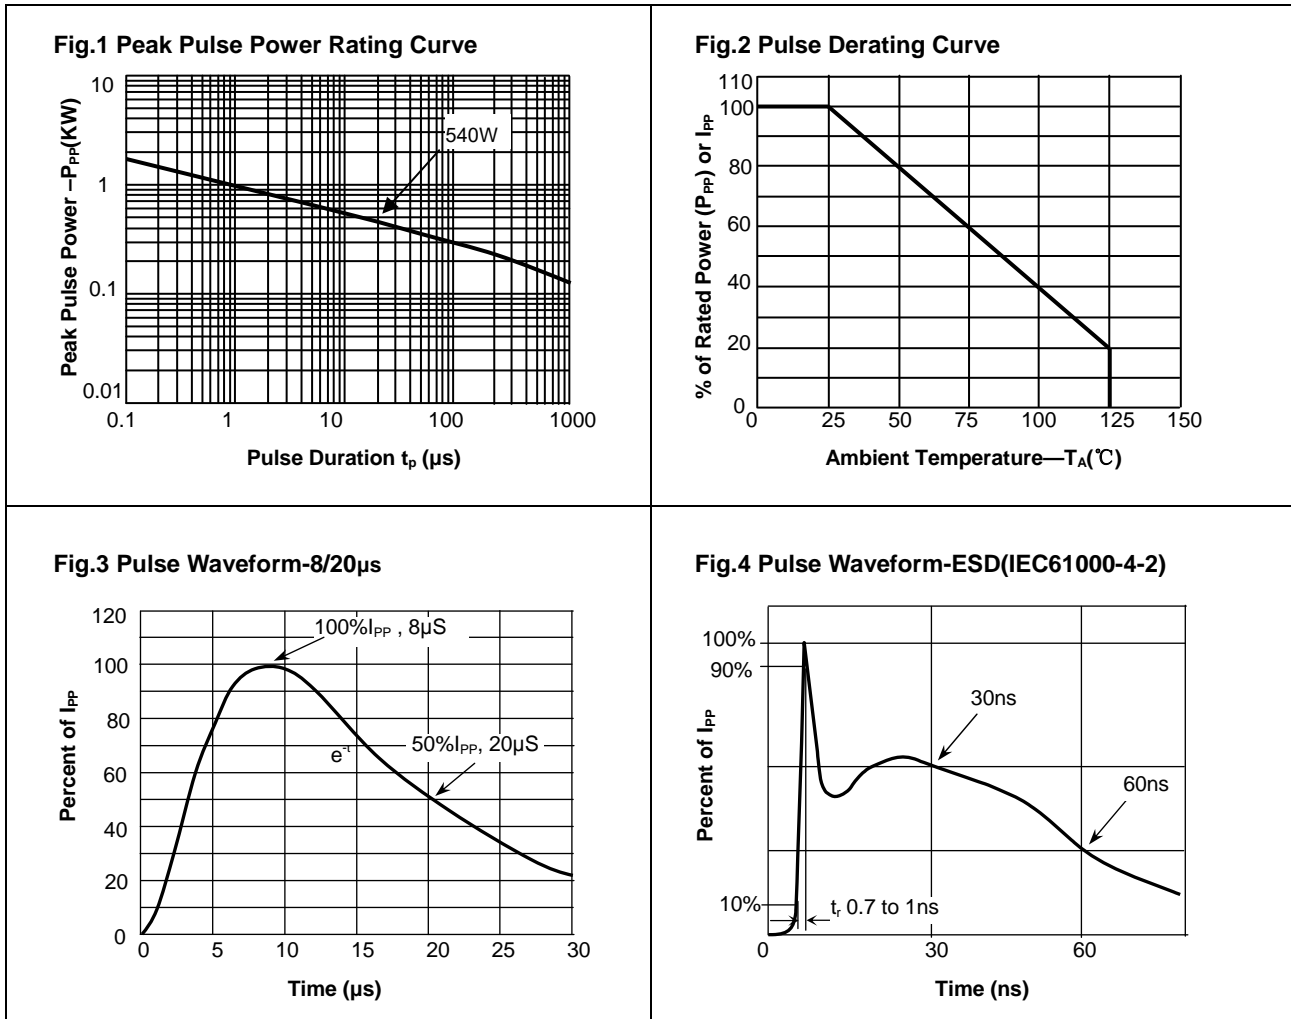 Fig.1 Peak Pulse Power Rating Curve
Peak Pulse Power –PPP(KW)
10
1
0.1
0.01
540W
0.1 1 10 100 1000
Pulse Duration tp (µs)
Fig.2 Pulse Derating Curve
% of Rated Power (PPP) or IPP
110
100
80
60
40
20
0
0 25 50 75 100 125 150
Ambient Temperature—TA(℃)
Fig.3 Pulse Waveform-8/20µs
Percent of IPP
120
100
80
60
40
20
0
100%IPP , 8µS
50%IPP, 20µS
e-t
0 5 10 15 20 25 30
Time (µs)
Fig.4 Pulse Waveform-ESD(IEC61000-4-2)
Percent of IPP
100%
90%
10%
30ns
60ns
tr 0.7 to 1ns
0 30 60
Time (ns)